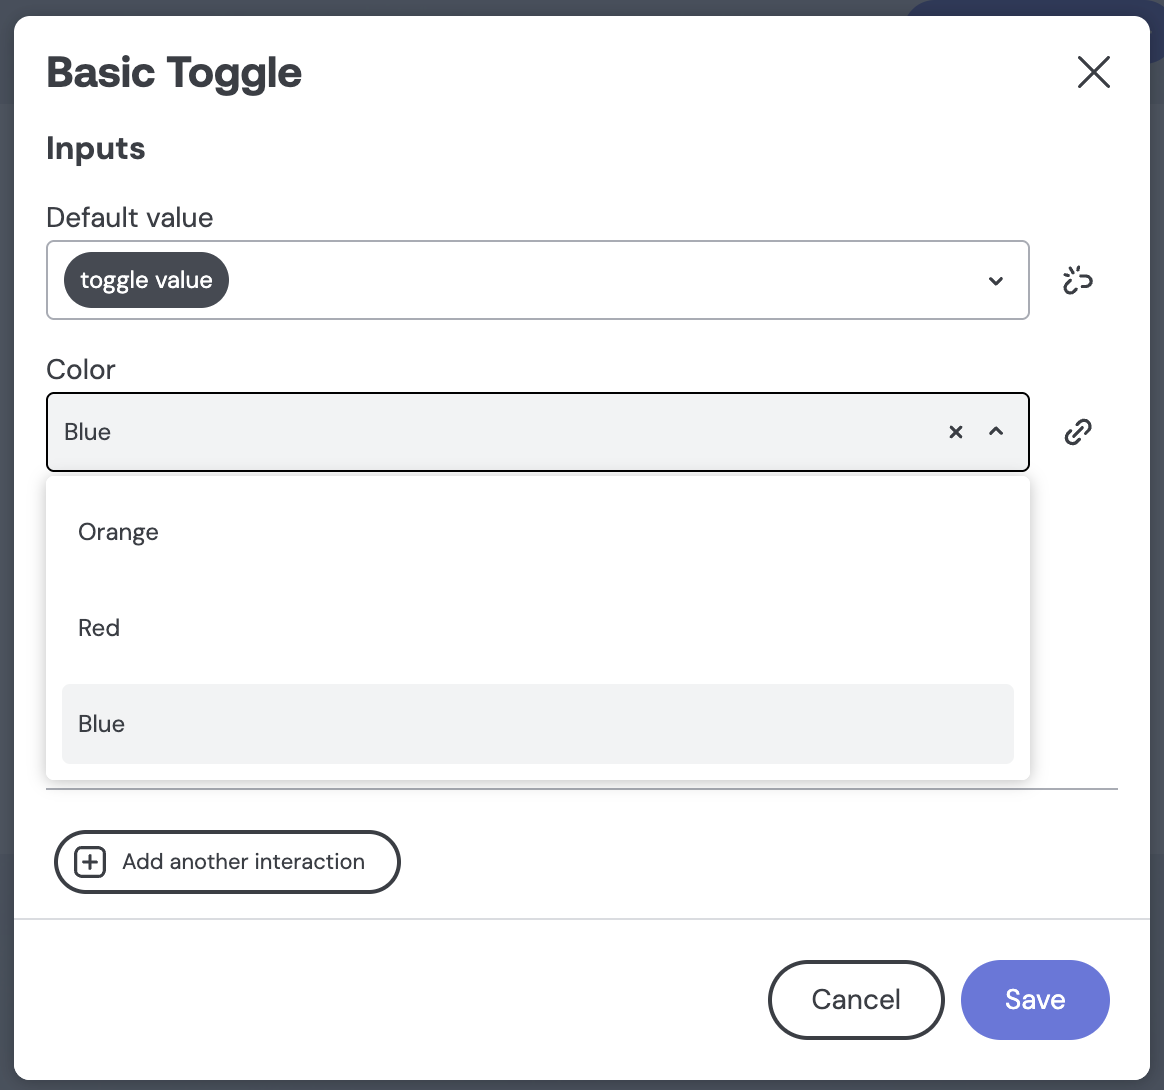 Basic Toggle
Inputs
Default value
toggle value
Color
Blue
Orange
Red
Blue
Add another interaction
Cancel
Save